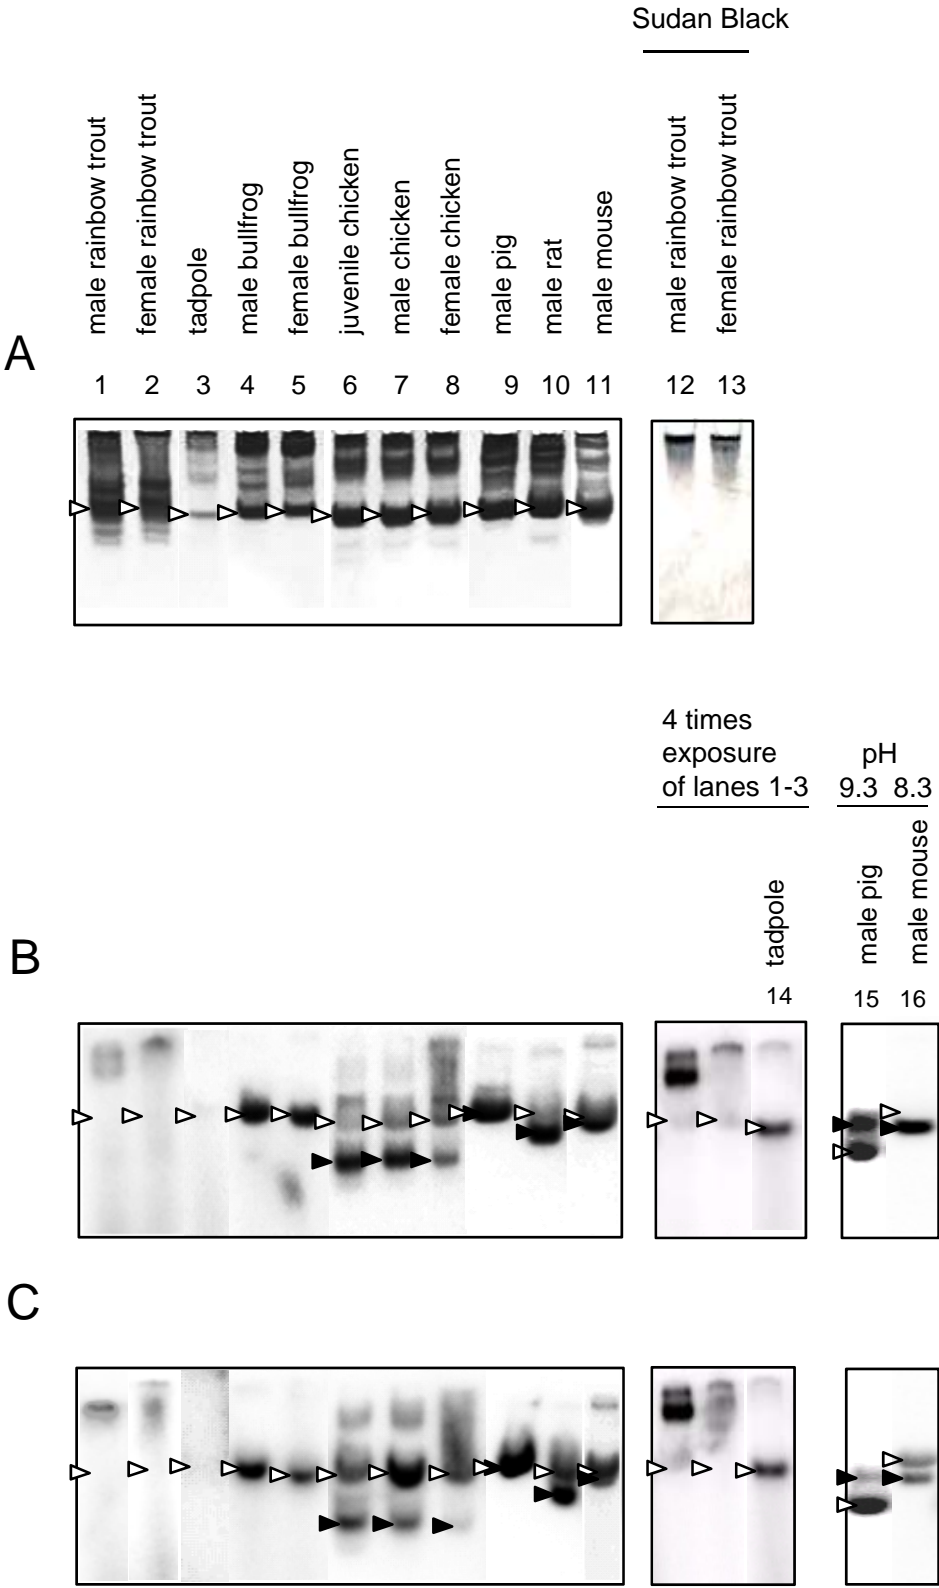 Sudan Black
male rainbow trout
female rainbow trout
tadpole
male bullfrog
female bullfrog
juvenile chicken
male chicken
female chicken
male pig
male rat
male mouse
male rainbow trout
female rainbow trout
A
1 2 3 4 5 6 7 8 9 10 11 12 13
4 times
exposure
of lanes 1-3
pH
9.3 8.3
tadpole
male pig
male mouse
B
14 15 16
C